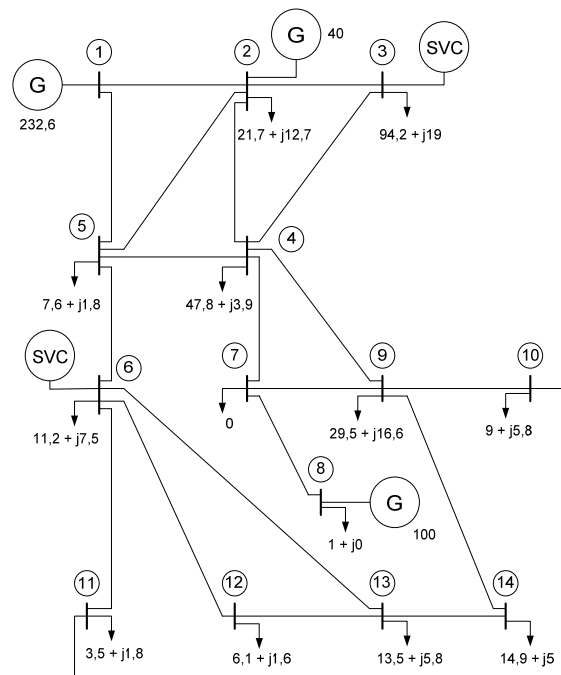 G 40
1
2
3
SVC
G
232,6
21,7 + j12,7
94,2 + j19
5
4
7,6 + j1,8
47,8 + j3,9
SVC
6
7
9
10
11,2 + j7,5
0
29,5 + j16,6
9 + j5,8
8
G
1 + j0
100
11
12
13
14
3,5 + j1,8
6,1 + j1,6
13,5 + j5,8
14,9 + j5